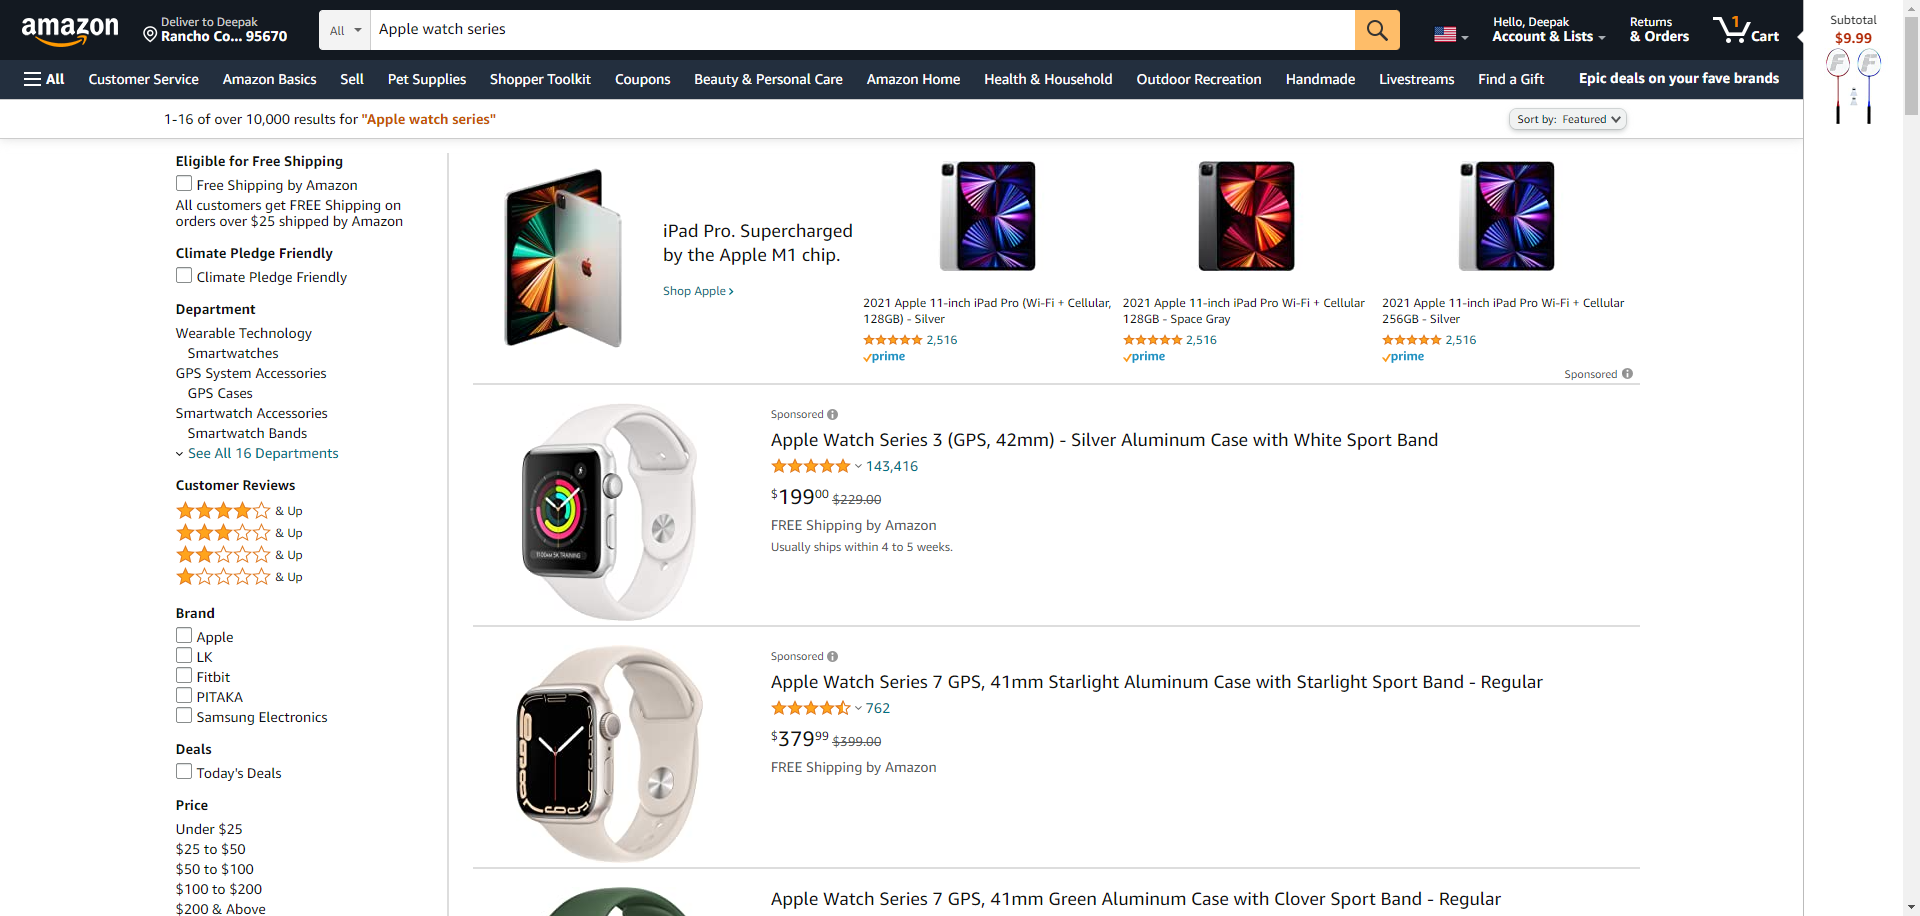 amazon
Deliver to Deepak
Rancho Co... 95670
All
Apple watch series
Hello, Deepak
Account & Lists
Returns
& Orders
1
Cart
Subtotal
$9.99
All
Customer Service
Amazon Basics
Sell
Pet Supplies
Shopper Toolkit
Coupons
Beauty & Personal Care
Amazon Home
Health & Household
Outdoor Recreation
Handmade
Livestreams
Find a Gift
Epic deals on your fave brands
1-16 of over 10,000 results for "Apple watch series"
Sort by: Featured
Eligible for Free Shipping
Free Shipping by Amazon
All customers get FREE Shipping on
orders over $25 shipped by Amazon
Climate Pledge Friendly
Climate Pledge Friendly
Department
Wearable Technology
Smartwatches
GPS System Accessories
GPS Cases
Smartwatch Accessories
Smartwatch Bands
See All 16 Departments
Customer Reviews
& Up
& Up
& Up
& Up
Brand
Apple
LK
Fitbit
PITAKA
Samsung Electronics
Deals
Today's Deals
Price
Under $25
$25 to $50
$50 to $100
$100 to $200
$200 & Above
iPad Pro. Supercharged
by the Apple M1 chip.
Shop Apple
2021 Apple 11-inch iPad Pro (Wi-Fi + Cellular,
128GB) - Silver
2,516
prime
2021 Apple 11-inch iPad Pro Wi-Fi + Cellular
128GB - Space Gray
2,516
prime
2021 Apple 11-inch iPad Pro Wi-Fi + Cellular
256GB - Silver
2,516
prime
Sponsored
Sponsored
Apple Watch Series 3 (GPS, 42mm) - Silver Aluminum Case with White Sport Band
143,416
$199.00 $229.00
FREE Shipping by Amazon
Usually ships within 4 to 5 weeks.
Sponsored
Apple Watch Series 7 GPS, 41mm Starlight Aluminum Case with Starlight Sport Band - Regular
762
$379.99 $399.00
FREE Shipping by Amazon
Apple Watch Series 7 GPS, 41mm Green Aluminum Case with Clover Sport Band - Regular